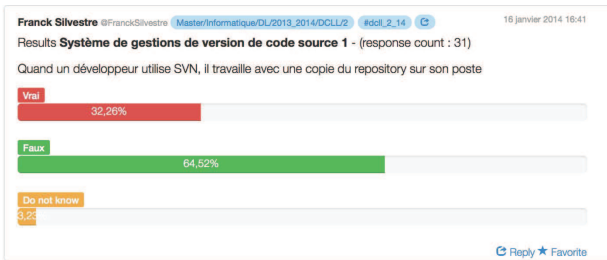 Franck Silvestre @FranckSilvestre Master/Informatique/DL/2013_2014/DCLL/2 #dcll_2_14 16 janvier 2014 16:41
Results Système de gestions de version de code source 1 - (response count : 31)
Quand un développeur utilise SVN, il travaille avec une copie du repository sur son poste
Vrai
32,26%
Faux
64,52%
Do not know
3,23
Reply Favorite